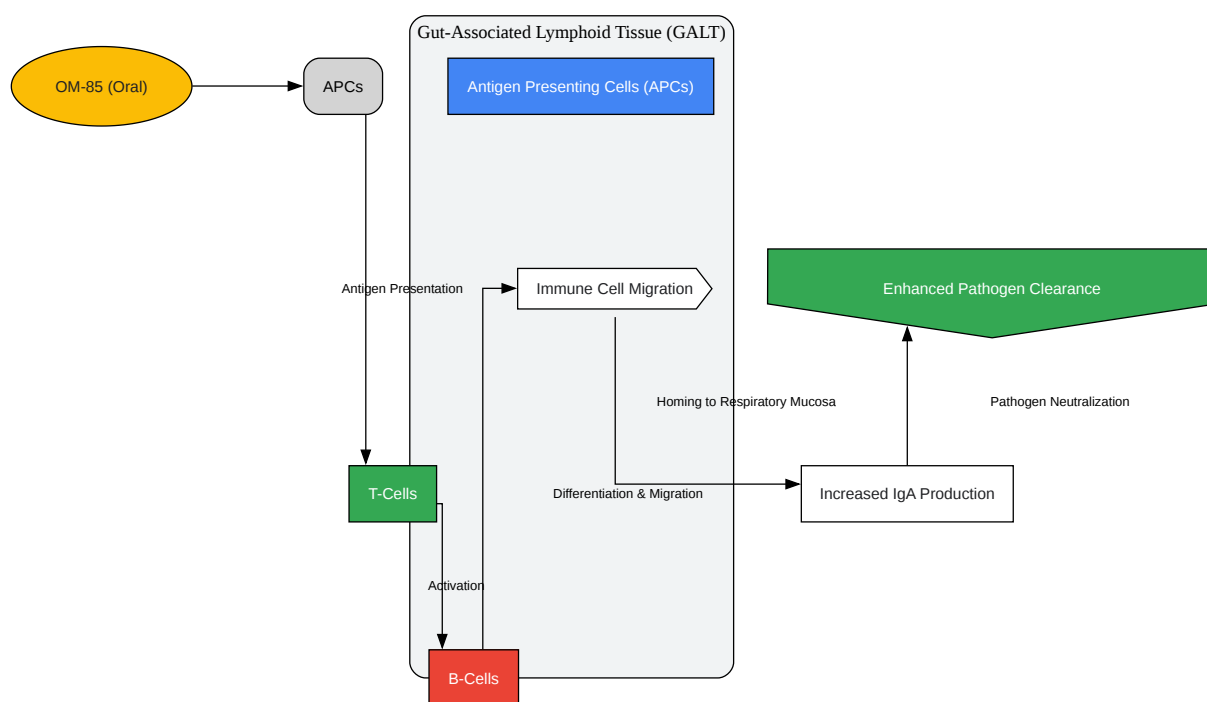 Gut-Associated Lymphoid Tissue (GALT)
OM-85 (Oral)
APCs
Antigen Presenting Cells (APCs)
Antigen Presentation
Immune Cell Migration
Enhanced Pathogen Clearance
Homing to Respiratory Mucosa
Pathogen Neutralization
T-Cells
Differentiation & Migration
Increased IgA Production
Activation
B-Cells